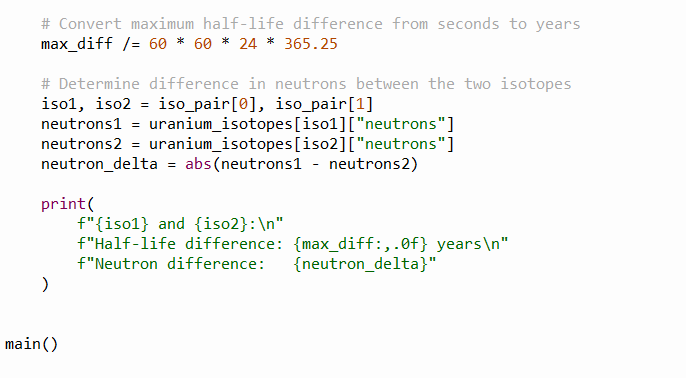 # Convert maximum half-life difference from seconds to years
max_diff /= 60 * 60 * 24 * 365.25
# Determine difference in neutrons between the two isotopes
iso1, iso2 = iso_pair[0], iso_pair[1]
neutrons1 = uranium_isotopes[iso1]["neutrons"]
neutrons2 = uranium_isotopes[iso2]["neutrons"]
neutron_delta = abs(neutrons1 - neutrons2)
print(
f"{iso1} and {iso2}:\n"
f"Half-life difference: {max_diff:,.0f} years\n"
f"Neutron difference:   {neutron_delta}"
)
main()